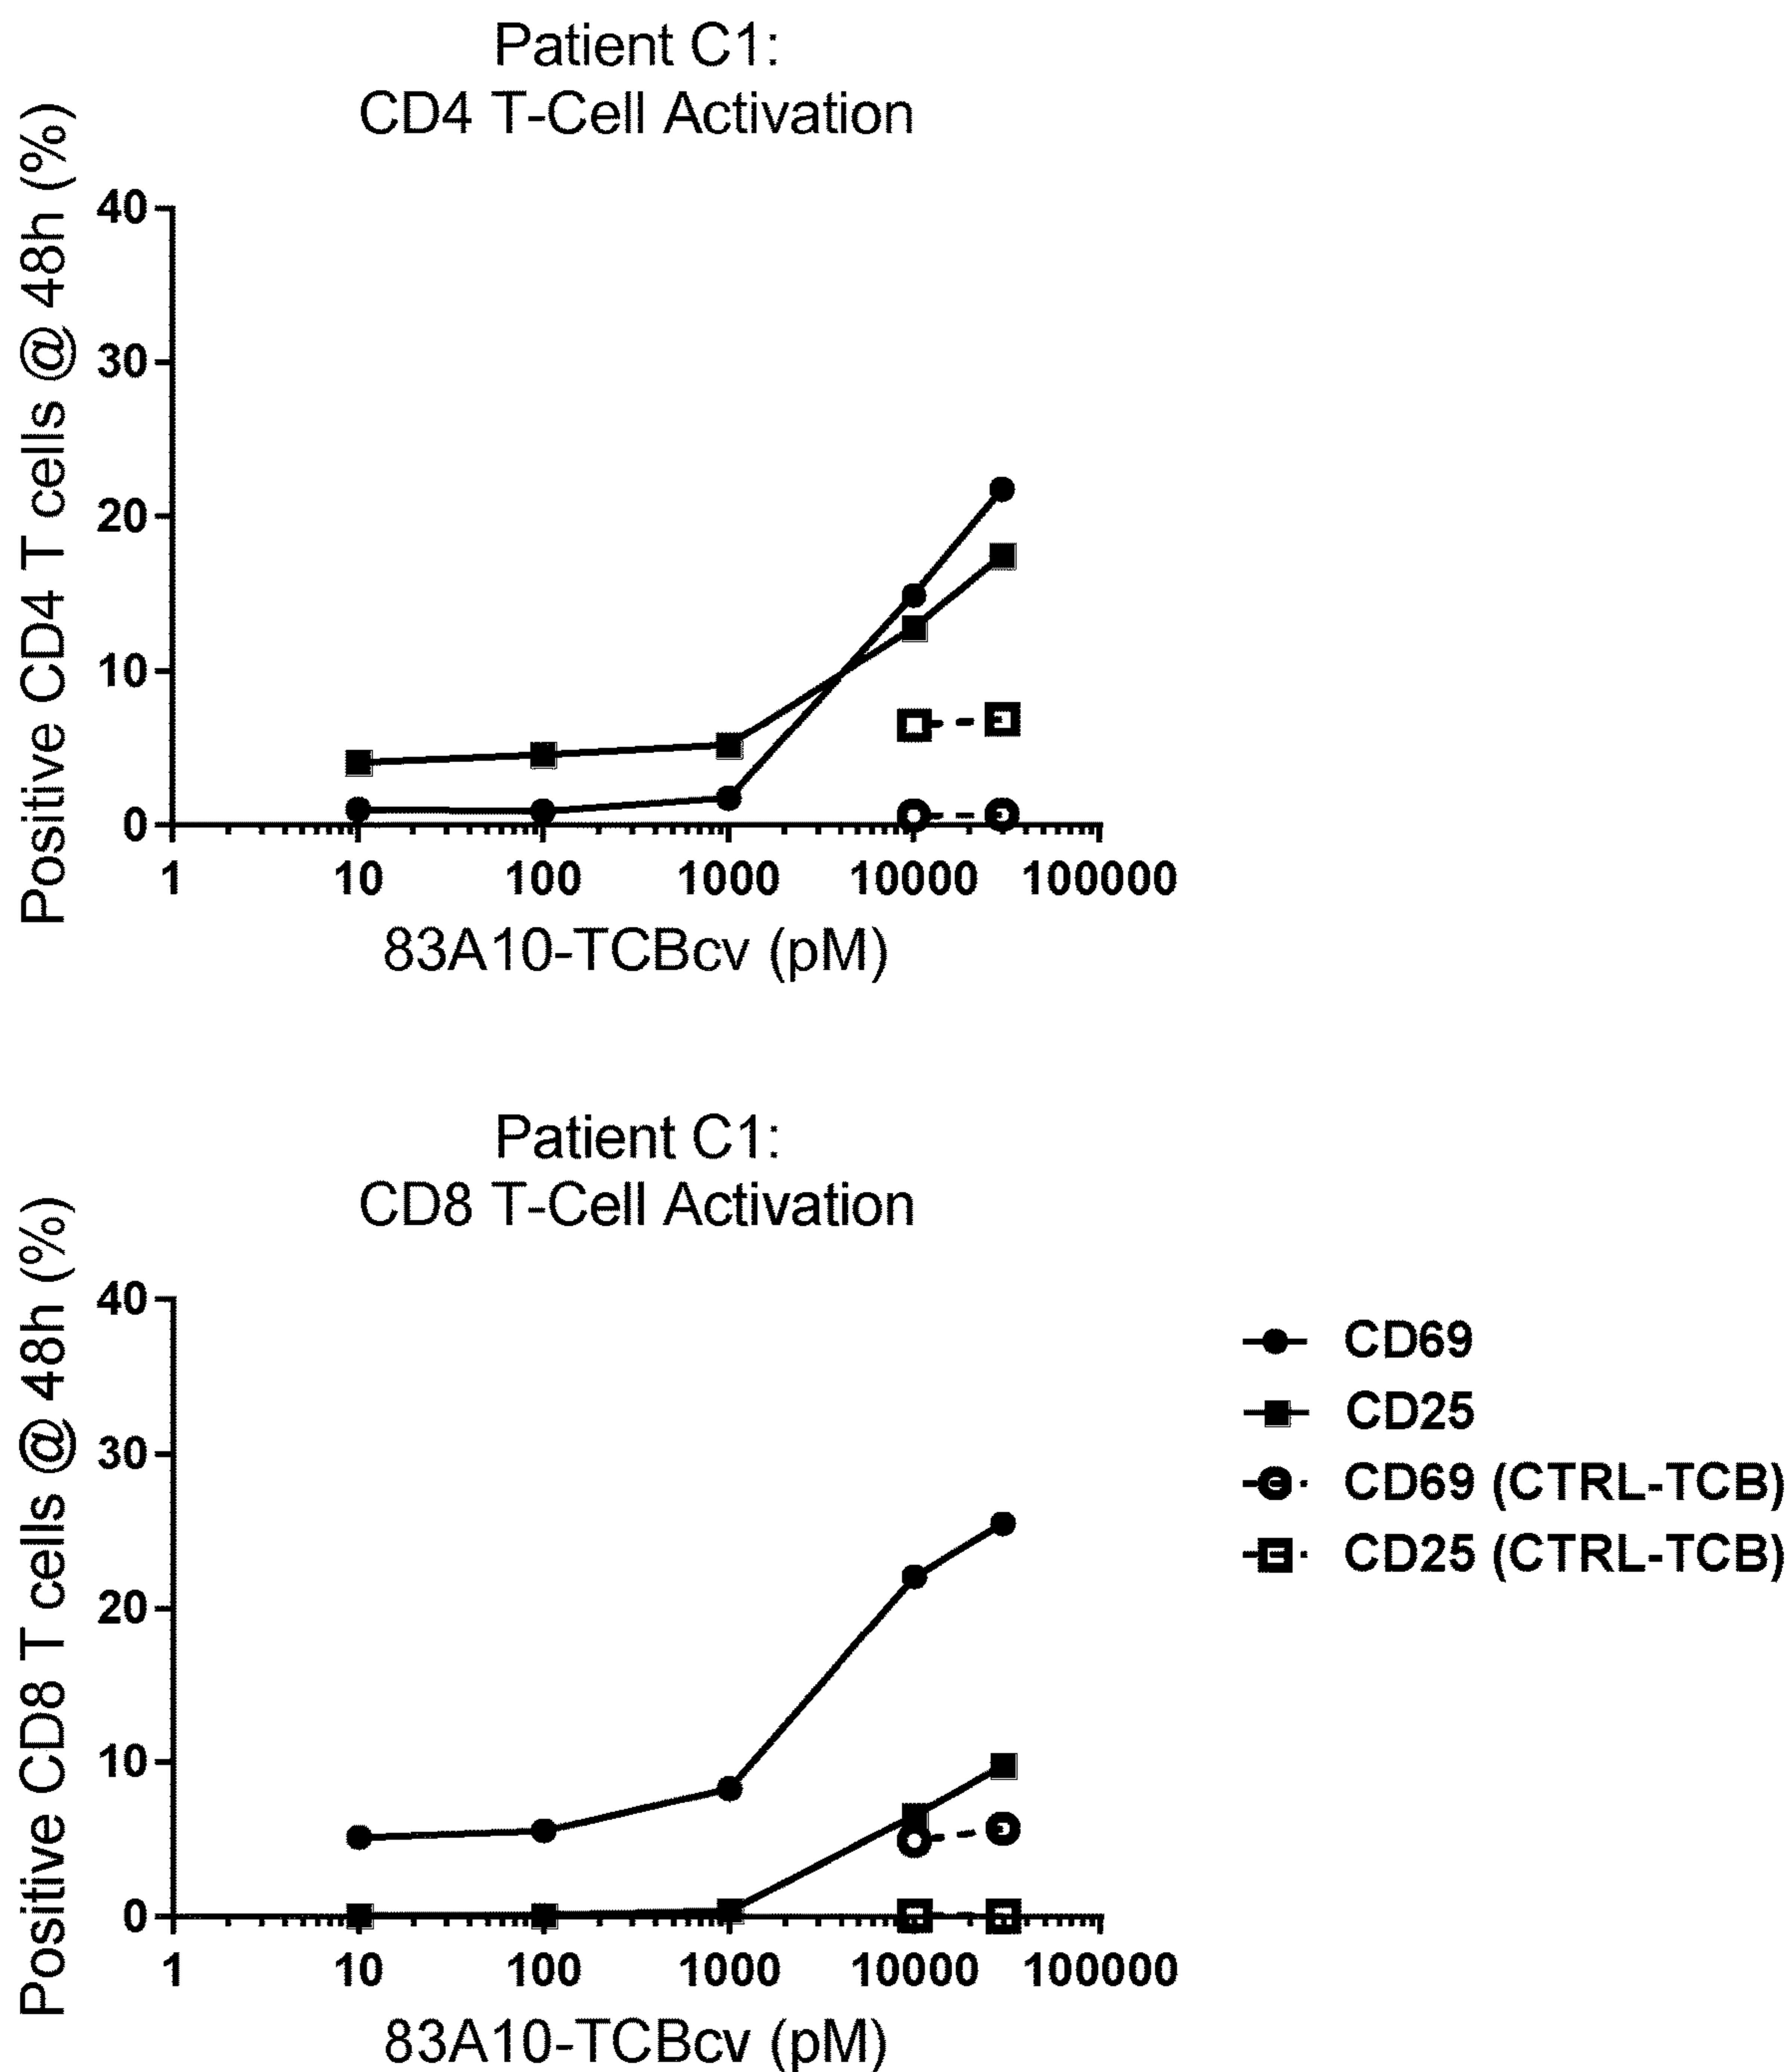 Patient C1:
CD4 T-Cell Activation
Positive CD4 T cells @ 48h (%)
40
30
20
10
0
1 10 100 1000 10000 100000
83A10-TCBcv (pM)
Patient C1:
CD8 T-Cell Activation
Positive CD8 T cells @ 48h (%)
40
30
20
10
0
1 10 100 1000 10000 100000
83A10-TCBcv (pM)
CD69
CD25
CD69 (CTRL-TCB)
CD25 (CTRL-TCB)